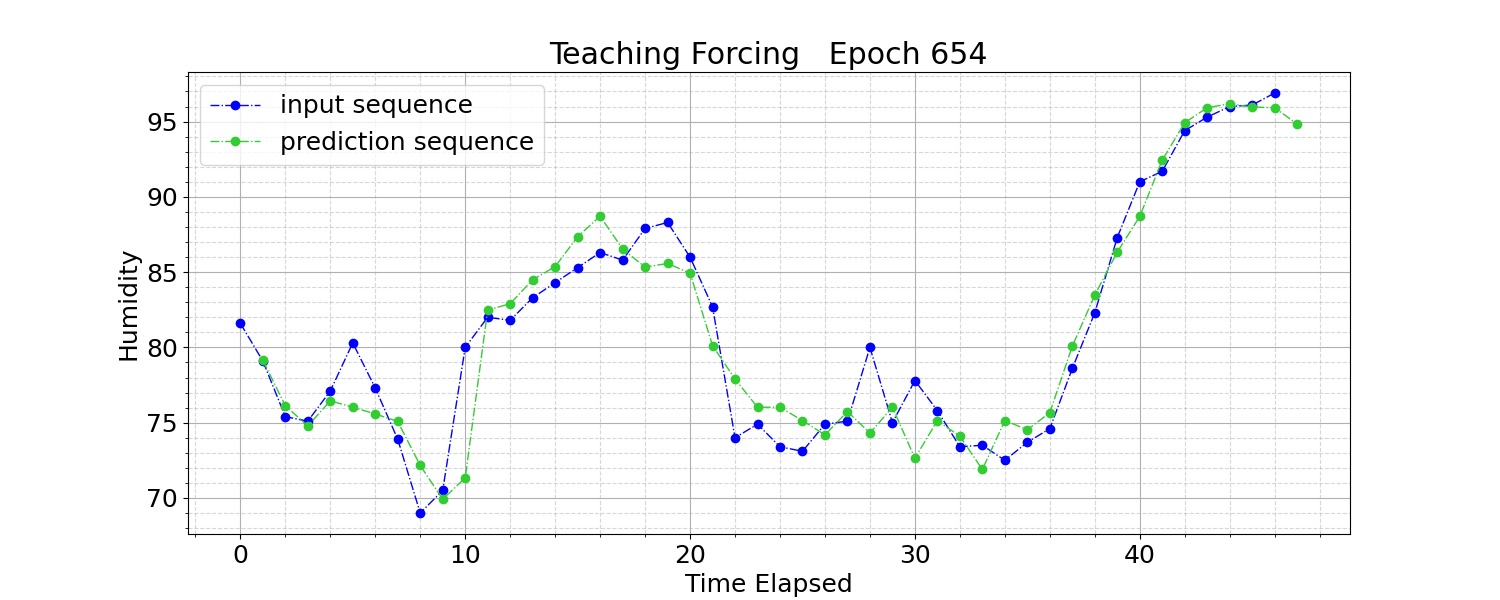 Teaching Forcing   Epoch 654
input sequence
prediction sequence
Humidity
95
90
85
80
75
70
0 10 20 30 40
Time Elapsed